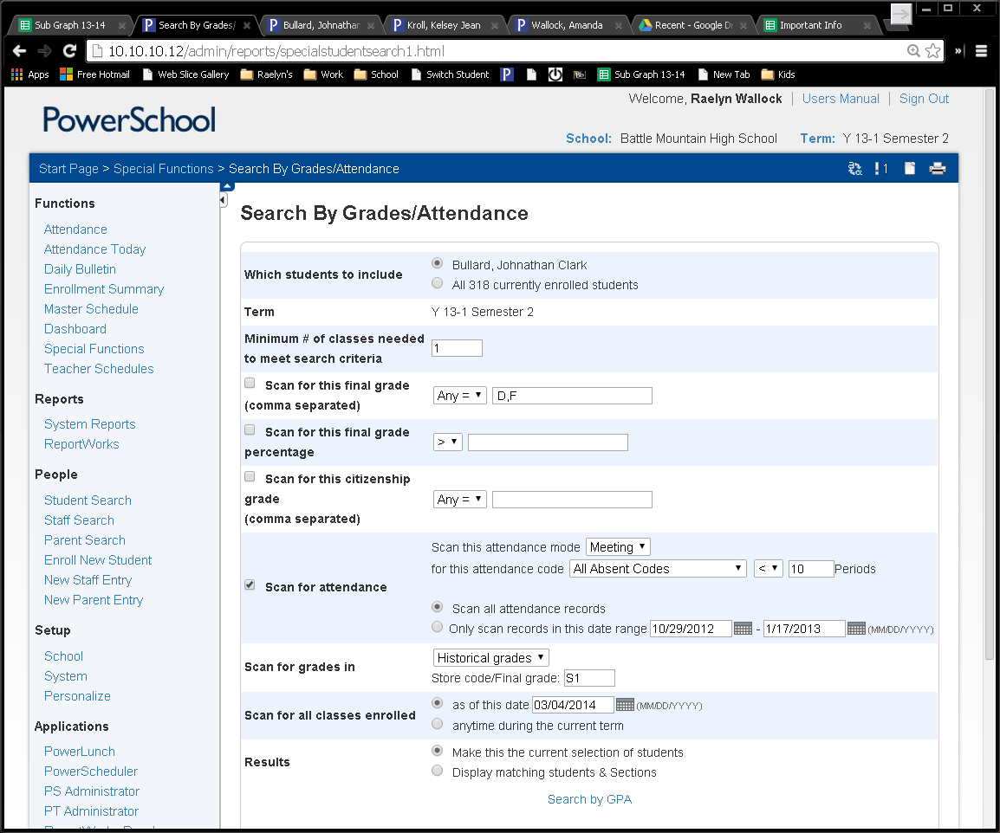 Sub Graph 13-14 Search By Grades/ Bullard, Johnathar Kroll, Kelsey Jean Wallock, Amanda Recent - Google Dr Important Info
10.10.10.12/admin/reports/specialstudentsearch1.html
Apps Free Hotmail Web Slice Gallery Raelyn's Work School Switch Student Sub Graph 13-14 New Tab Kids
Welcome, Raelyn Wallock | Users Manual | Sign Out
PowerSchool
School: Battle Mountain High School Term: Y 13-1 Semester 2
Start Page > Special Functions > Search By Grades/Attendance
!1
Functions
Attendance
Attendance Today
Daily Bulletin
Enrollment Summary
Master Schedule
Dashboard
Special Functions
Teacher Schedules
Reports
System Reports
ReportWorks
People
Student Search
Staff Search
Parent Search
Enroll New Student
New Staff Entry
New Parent Entry
Setup
School
System
Personalize
Applications
PowerLunch
PowerScheduler
PS Administrator
PT Administrator
Search By Grades/Attendance
Which students to include
Bullard, Johnathan Clark
All 318 currently enrolled students
Term
Y 13-1 Semester 2
Minimum # of classes needed
to meet search criteria
1
Scan for this final grade
(comma separated)
Any =
D,F
Scan for this final grade
percentage
>
Scan for this citizenship
grade
(comma separated)
Any =
Scan for attendance
Scan this attendance mode Meeting
for this attendance code All Absent Codes < 10 Periods
Scan all attendance records
Only scan records in this date range 10/29/2012 - 1/17/2013 (MM/DD/YYYY)
Scan for grades in
Historical grades
Store code/Final grade: S1
Scan for all classes enrolled
as of this date 03/04/2014 (MM/DD/YYYY)
anytime during the current term
Results
Make this the current selection of students
Display matching students & Sections
Search by GPA